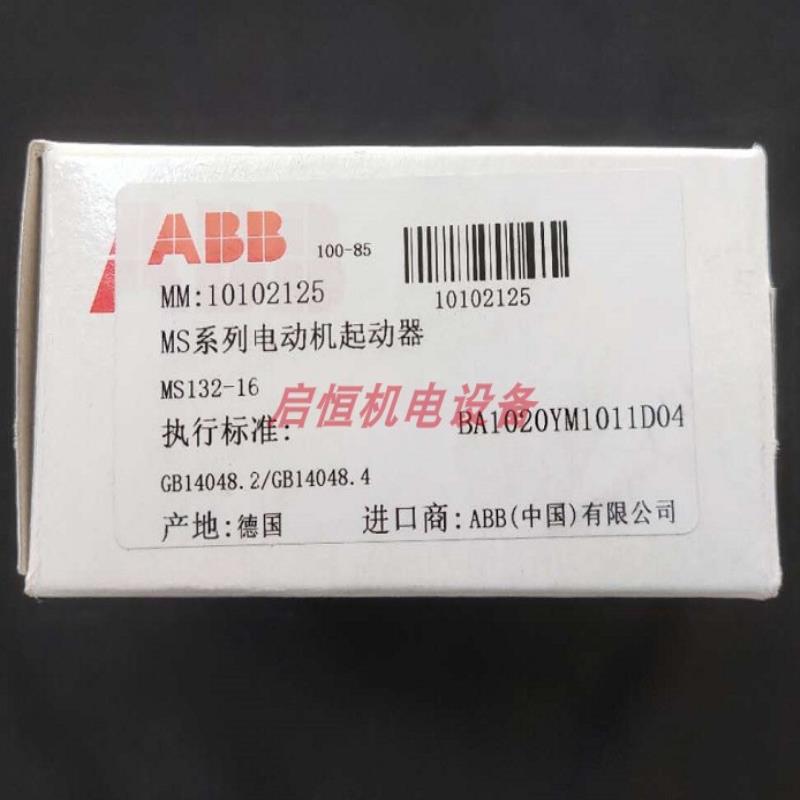 ABB 100-85
MM:10102125 10102125
MS系列电动机起动器
MS132-16
启恒机电设备
执行标准: BA1020YM1011D04
GB14048.2/GB14048.4
产地:德国 进口商:ABB(中国)有限公司